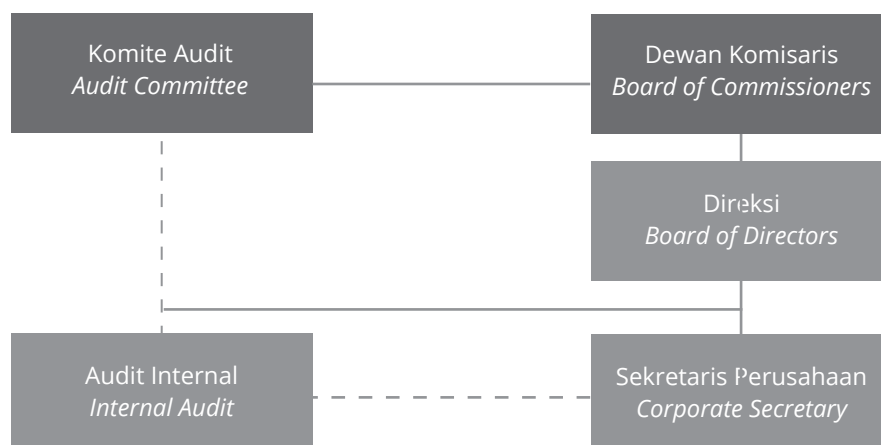 Komite Audit
Audit Committee
Dewan Komisaris
Board of Commissioners
Direksi
Board of Directors
Audit Internal
Internal Audit
Sekretaris Perusahaan
Corporate Secretary